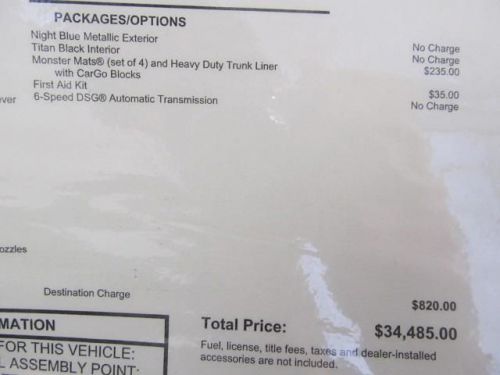 PACKAGES/OPTIONS
Night Blue Metallic Exterior No Charge
Titan Black Interior No Charge
Monster Mats® (set of 4) and Heavy Duty Trunk Liner $235.00
with CarGo Blocks
First Aid Kit $35.00
ever 6-Speed DSG® Automatic Transmission No Charge
ozzles
Destination Charge $820.00
MATION
FOR THIS VEHICLE:
L ASSEMBLY POINT:
Total Price: $34,485.00
Fuel, license, title fees, taxes and dealer-installed
accessories are not included.